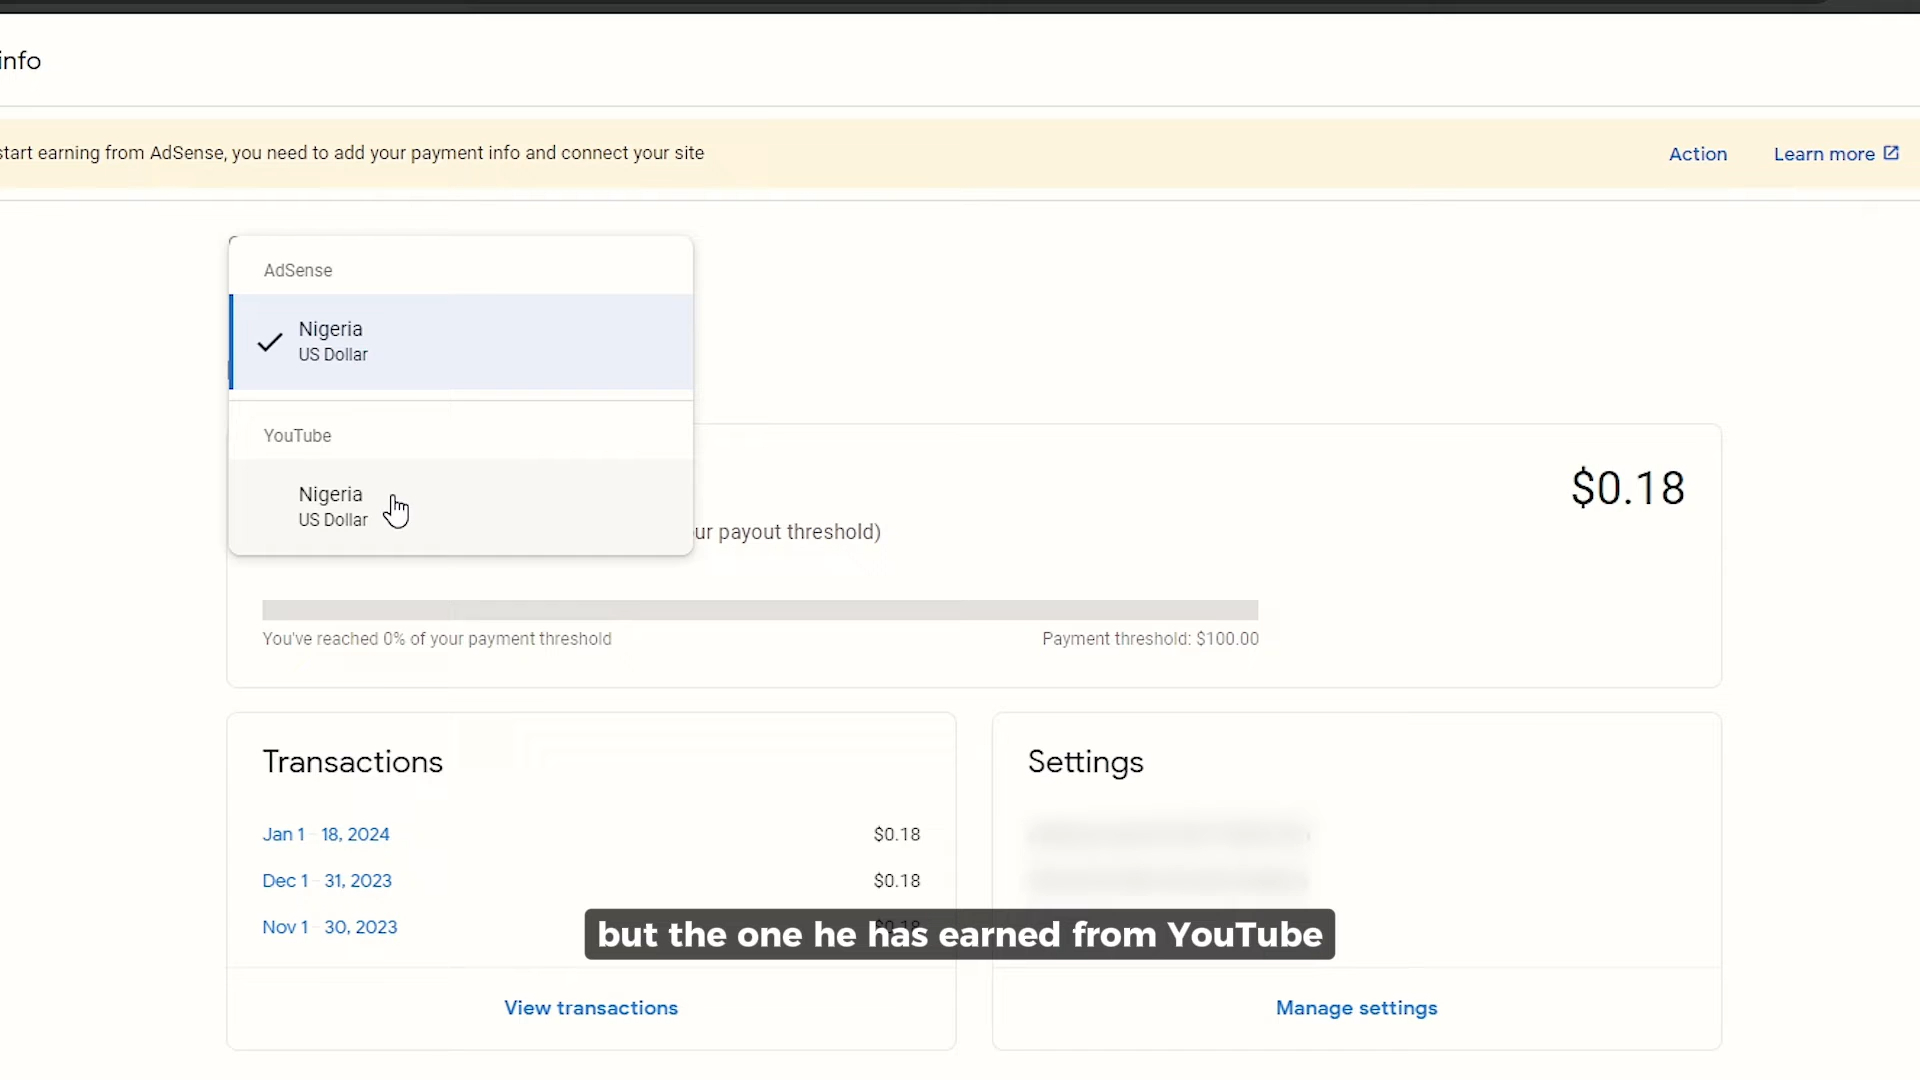 info
start earning from AdSense, you need to add your payment info and connect your site
Action
Learn more
AdSense
Nigeria
US Dollar
YouTube
Nigeria
US Dollar
$0.18
ur payout threshold)
You've reached 0% of your payment threshold
Payment threshold: $100.00
Transactions
Jan 1 - 18, 2024 $0.18
Dec 1 - 31, 2023 $0.18
Nov 1 - 30, 2023
View transactions
Settings
Manage settings
but the one he has earned from YouTube